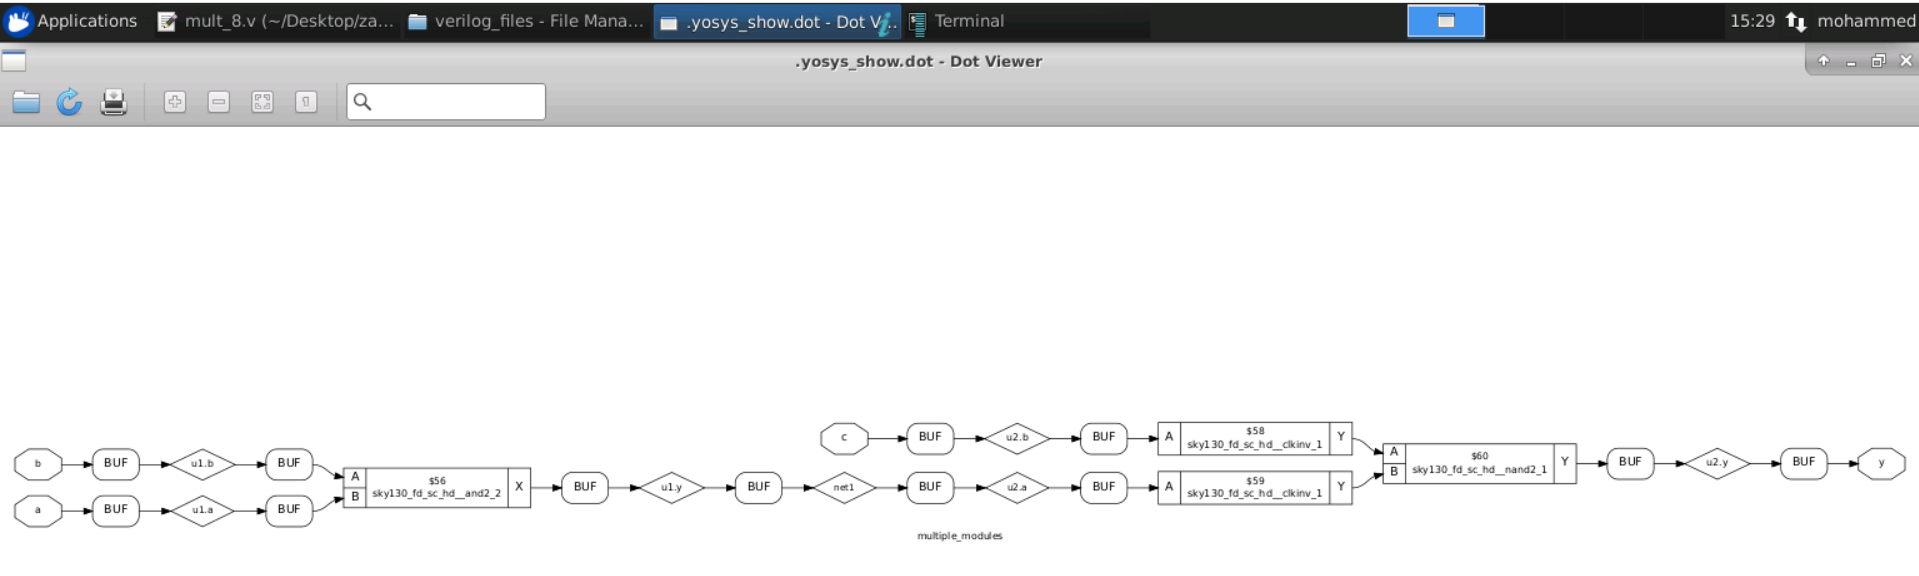 Applications
mult_8.v (~/Desktop/za...
verilog_files - File Mana...
.yosys_show.dot - Dot V...
Terminal
15:29
mohammed
.yosys_show.dot - Dot Viewer
c
BUF
u2.b
BUF
A
$58
sky130_fd_sc_hd__clkinv_1
Y
b
BUF
u1.b
BUF
A
B
$56
sky130_fd_sc_hd__and2_2
X
a
BUF
u1.a
BUF
BUF
u1.y
BUF
net1
BUF
u2.a
BUF
A
$59
sky130_fd_sc_hd__clkinv_1
Y
A
B
$60
sky130_fd_sc_hd__nand2_1
Y
BUF
u2.y
BUF
y
multiple_modules